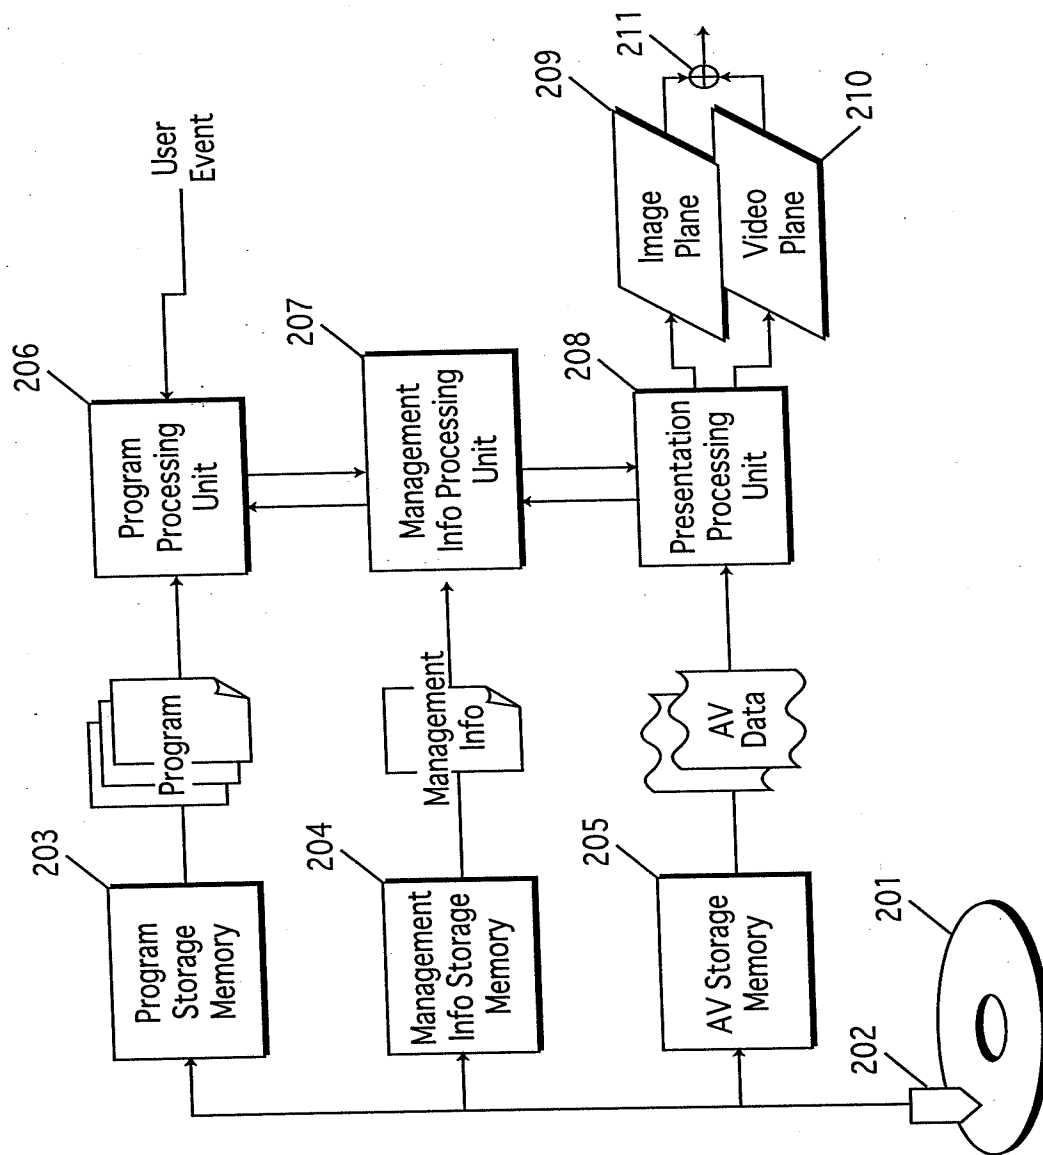 201
202
203
Program
Storage
Memory
204
Management
Info Storage
Memory
205
AV Storage
Memory
Program
Management
Info
AV
Data
206
Program
Processing
Unit
User
Event
207
Management
Info Processing
Unit
208
Presentation
Processing
Unit
209
Image
Plane
210
Video
Plane
211